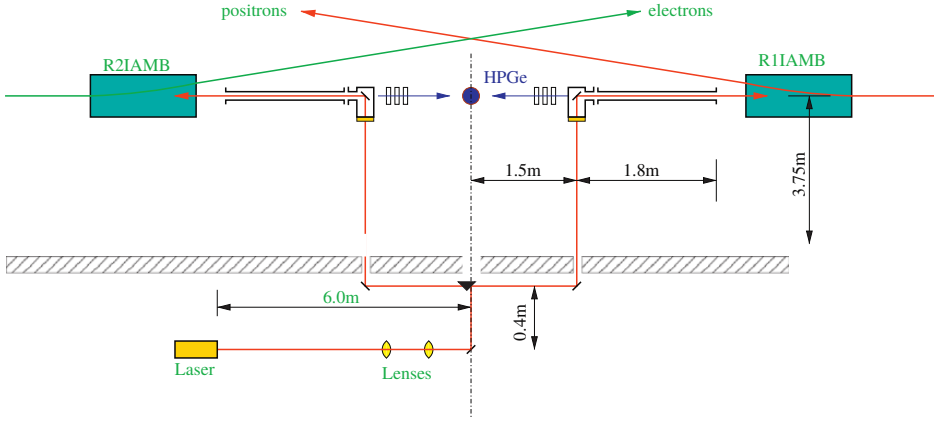 positrons
electrons
R2IAMB
HPGe
R1IAMB
1.5m
1.8m
3.75m
6.0m
0.4m
Laser
Lenses